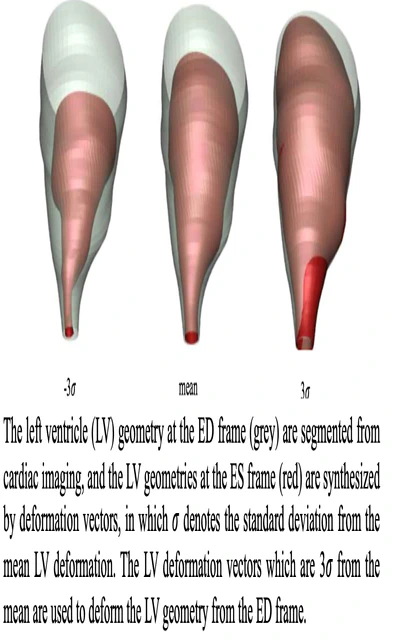 -3σ mean 3σ
The left ventricle (LV) geometry at the ED frame (grey) are segmented from
cardiac imaging, and the LV geometries at the ES frame (red) are synthesized
by deformation vectors, in which σ denotes the standard deviation from the
mean LV deformation. The LV deformation vectors which are 3σ from the
mean are used to deform the LV geometry from the ED frame.